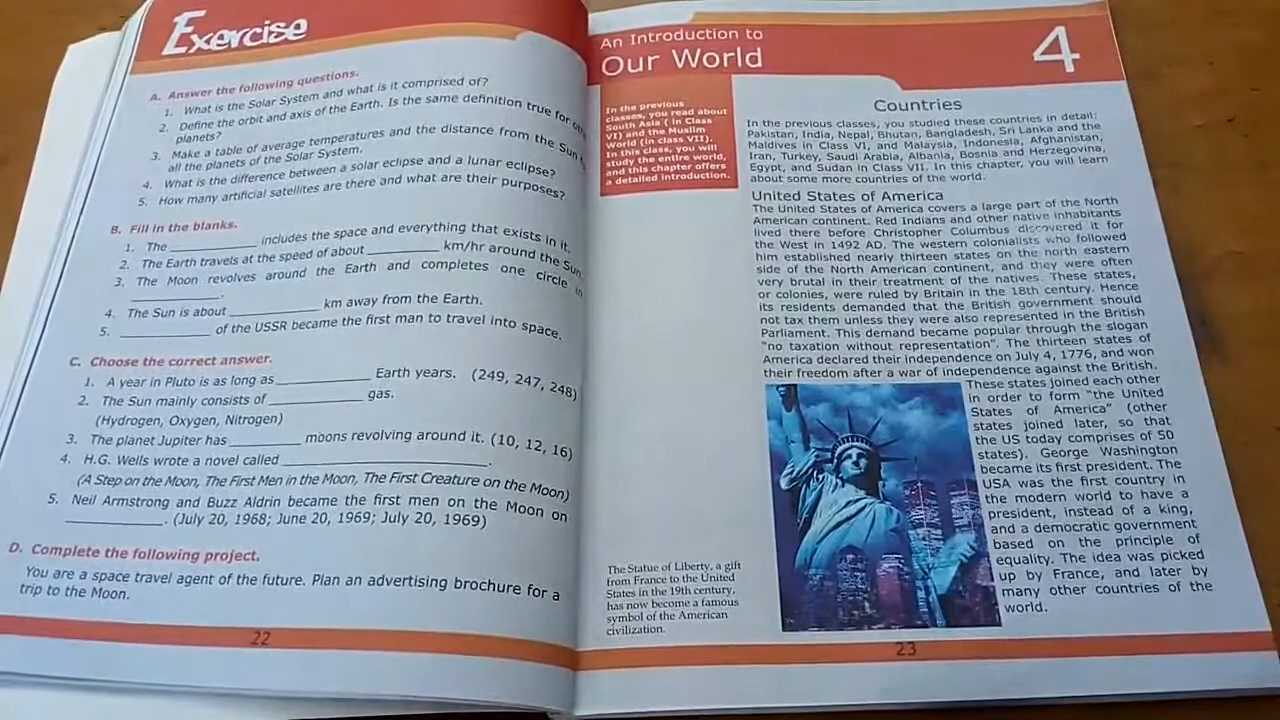 Exercise
A. Answer the following questions.
1. What is the Solar System and what is it comprised of?
2. Define the orbit and axis of the Earth. Is the same definition true for
planets?
3. Make a table of average temperatures and the distance from the Sun
all the planets of the Solar System.
4. What is the difference between a solar eclipse and a lunar eclipse?
5. How many artificial satellites are there and what are their purposes?
B. Fill in the blanks.
1. The __________ includes the space and everything that exists in it.
2. The Earth travels at the speed of about ________ km/hr around the Sun.
3. The Moon revolves around the Earth and completes one circle in
__________.
4. The Sun is about __________ km away from the Earth.
5. __________ of the USSR became the first man to travel into space.
C. Choose the correct answer.
1. A year in Pluto is as long as __________ Earth years. (249, 247, 248)
2. The Sun mainly consists of __________ gas.
(Hydrogen, Oxygen, Nitrogen)
3. The planet Jupiter has ________ moons revolving around it. (10, 12, 16)
4. H.G. Wells wrote a novel called ______________________.
(A Step on the Moon, The First Men in the Moon, The First Creature on the Moon)
5. Neil Armstrong and Buzz Aldrin became the first men on the Moon on
__________. (July 20, 1968; June 20, 1969; July 20, 1969)
D. Complete the following project.
You are a space travel agent of the future. Plan an advertising brochure for a
trip to the Moon.
22
An Introduction to
Our World
4
In the previous
classes, you read about
South Asia ( in Class
VI) and the Muslim
World (in class VII).
In this class, you will
study the entire world,
and this chapter offers
a detailed introduction.
Countries
In the previous classes, you studied these countries in detail:
Pakistan, India, Nepal, Bhutan, Bangladesh, Sri Lanka and the
Maldives in Class VI, and Malaysia, Indonesia, Afghanistan,
Iran, Turkey, Saudi Arabia, Albania, Bosnia and Herzegovina,
Egypt, and Sudan in Class VII. In this chapter, you will learn
about some more countries of the world.
United States of America
The United States of America covers a large part of the North
American continent. Red Indians and other native inhabitants
lived there before Christopher Columbus discovered it for
the West in 1492 AD. The western colonialists who followed
him established nearly thirteen states on the north eastern
side of the North American continent, and they were often
very brutal in their treatment of the natives. These states,
or colonies, were ruled by Britain in the 18th century. Hence
its residents demanded that the British government should
not tax them unless they were also represented in the British
Parliament. This demand became popular through the slogan
"no taxation without representation". The thirteen states of
America declared their independence on July 4, 1776, and won
their freedom after a war of independence against the British.
These states joined each other
in order to form "the United
States of America" (other
states joined later, so that
the US today comprises of 50
states). George Washington
became its first president. The
USA was the first country in
the modern world to have a
president, instead of a king,
and a democratic government
based on the principle of
equality. The idea was picked
up by France, and later by
many other countries of the
world.
The Statue of Liberty, a gift
from France to the United
States in the 19th century,
has now become a famous
symbol of the American
civilization.
23